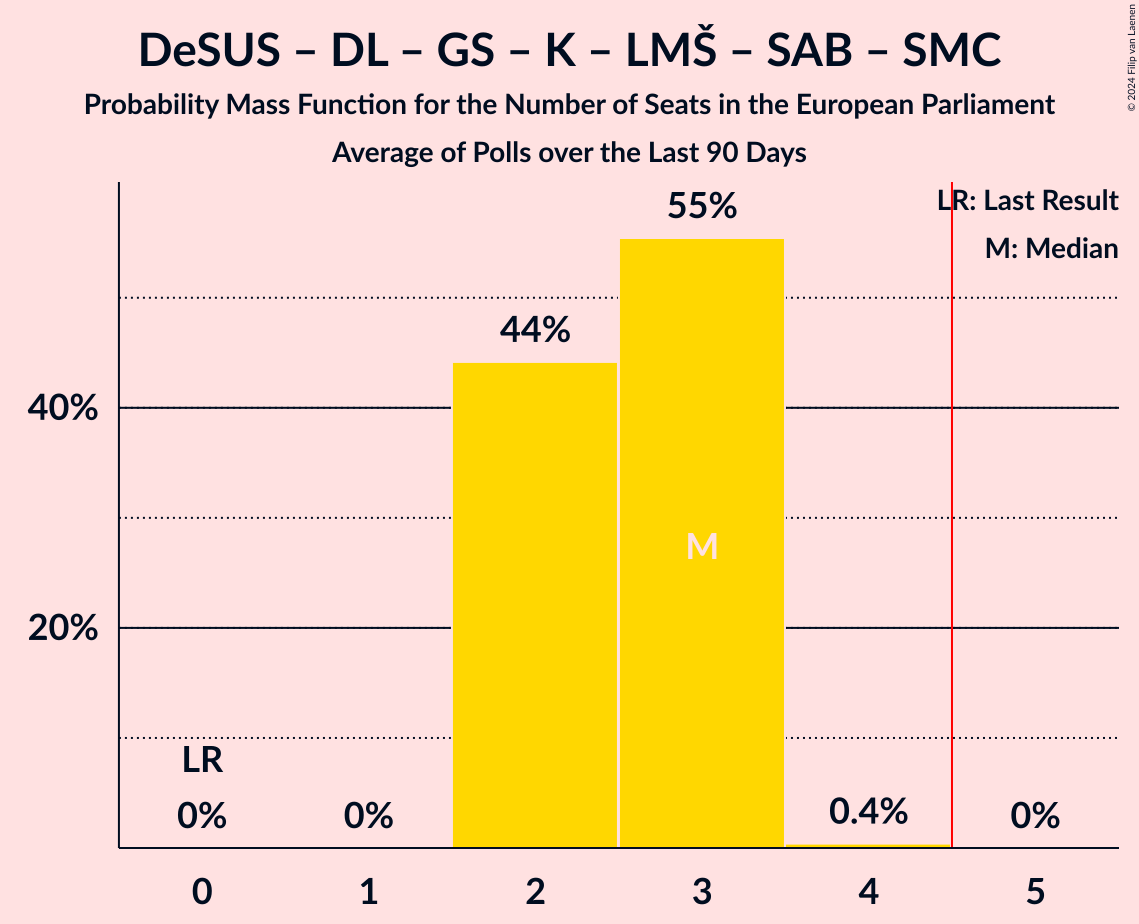 DeSUS – DL – GS – K – LMŠ – SAB – SMC
Probability Mass Function for the Number of Seats in the European Parliament
Average of Polls over the Last 90 Days
© 2024 Filip van Laenen
LR: Last Result
M: Median
55%
44%
40%
M
20%
LR
0%
0%
0.4%
0%
0
1
2
3
4
5